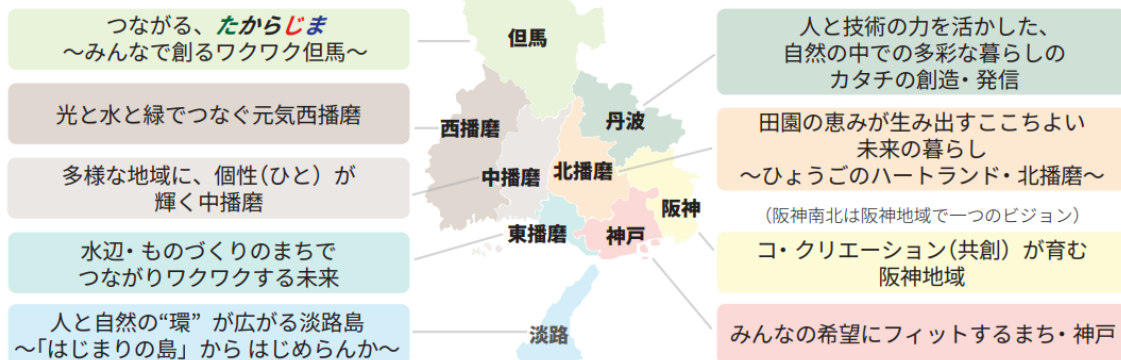 つながる、たからじま
～みんなで創るワクワク但馬～
光と水と緑でつなぐ元気西播磨
多様な地域に、個性(ひと)が
輝く中播磨
水辺・ものづくりのまちで
つながりワクワクする未来
人と自然の“環”が広がる淡路島
～「はじまりの島」から はじめらんか～
但馬
西播磨
中播磨
東播磨
淡路
丹波
北播磨
阪神
神戸
人と技術の力を活かした、
自然の中での多彩な暮らしの
カタチの創造・発信
田園の恵みが生み出すここちよい
未来の暮らし
～ひょうごのハートランド・北播磨～
(阪神南北は阪神地域で一つのビジョン)
コ・クリエーション(共創)が育む
阪神地域
みんなの希望にフィットするまち・神戸